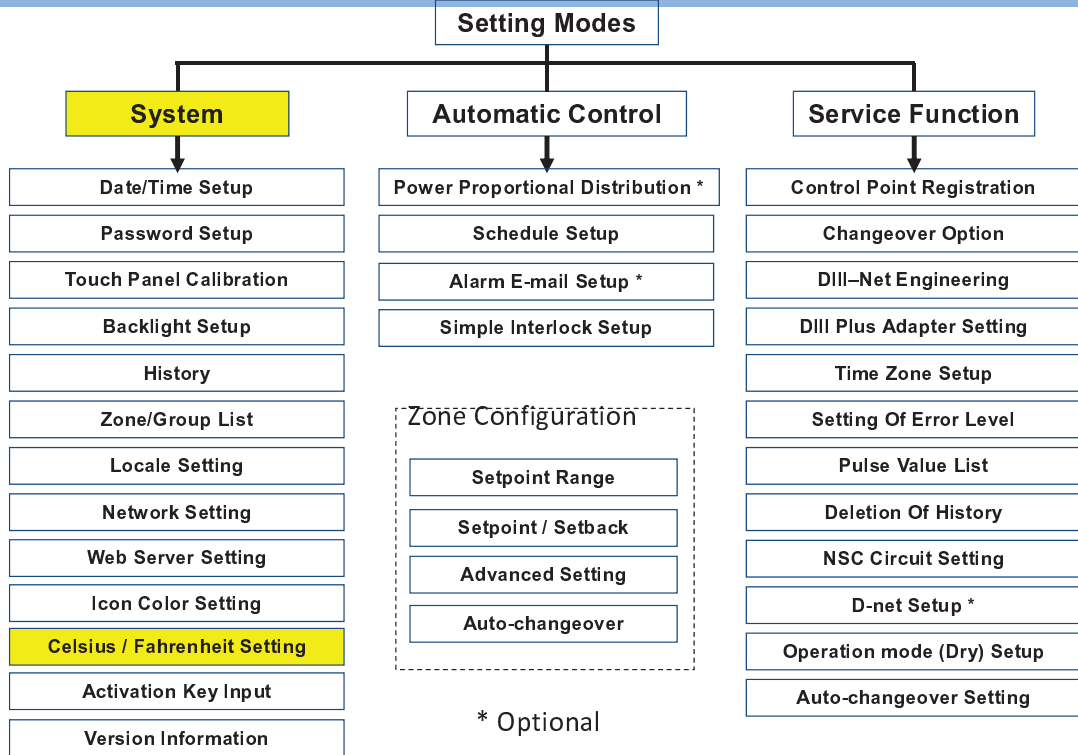 Setting Modes
System
Automatic Control
Service Function
Date/Time Setup
Password Setup
Touch Panel Calibration
Backlight Setup
History
Zone/Group List
Locale Setting
Network Setting
Web Server Setting
Icon Color Setting
Celsius / Fahrenheit Setting
Activation Key Input
Version Information
Power Proportional Distribution *
Schedule Setup
Alarm E-mail Setup *
Simple Interlock Setup
Zone Configuration
Setpoint Range
Setpoint / Setback
Advanced Setting
Auto-changeover
* Optional
Control Point Registration
Changeover Option
DIII–Net Engineering
DIII Plus Adapter Setting
Time Zone Setup
Setting Of Error Level
Pulse Value List
Deletion Of History
NSC Circuit Setting
D-net Setup *
Operation mode (Dry) Setup
Auto-changeover Setting